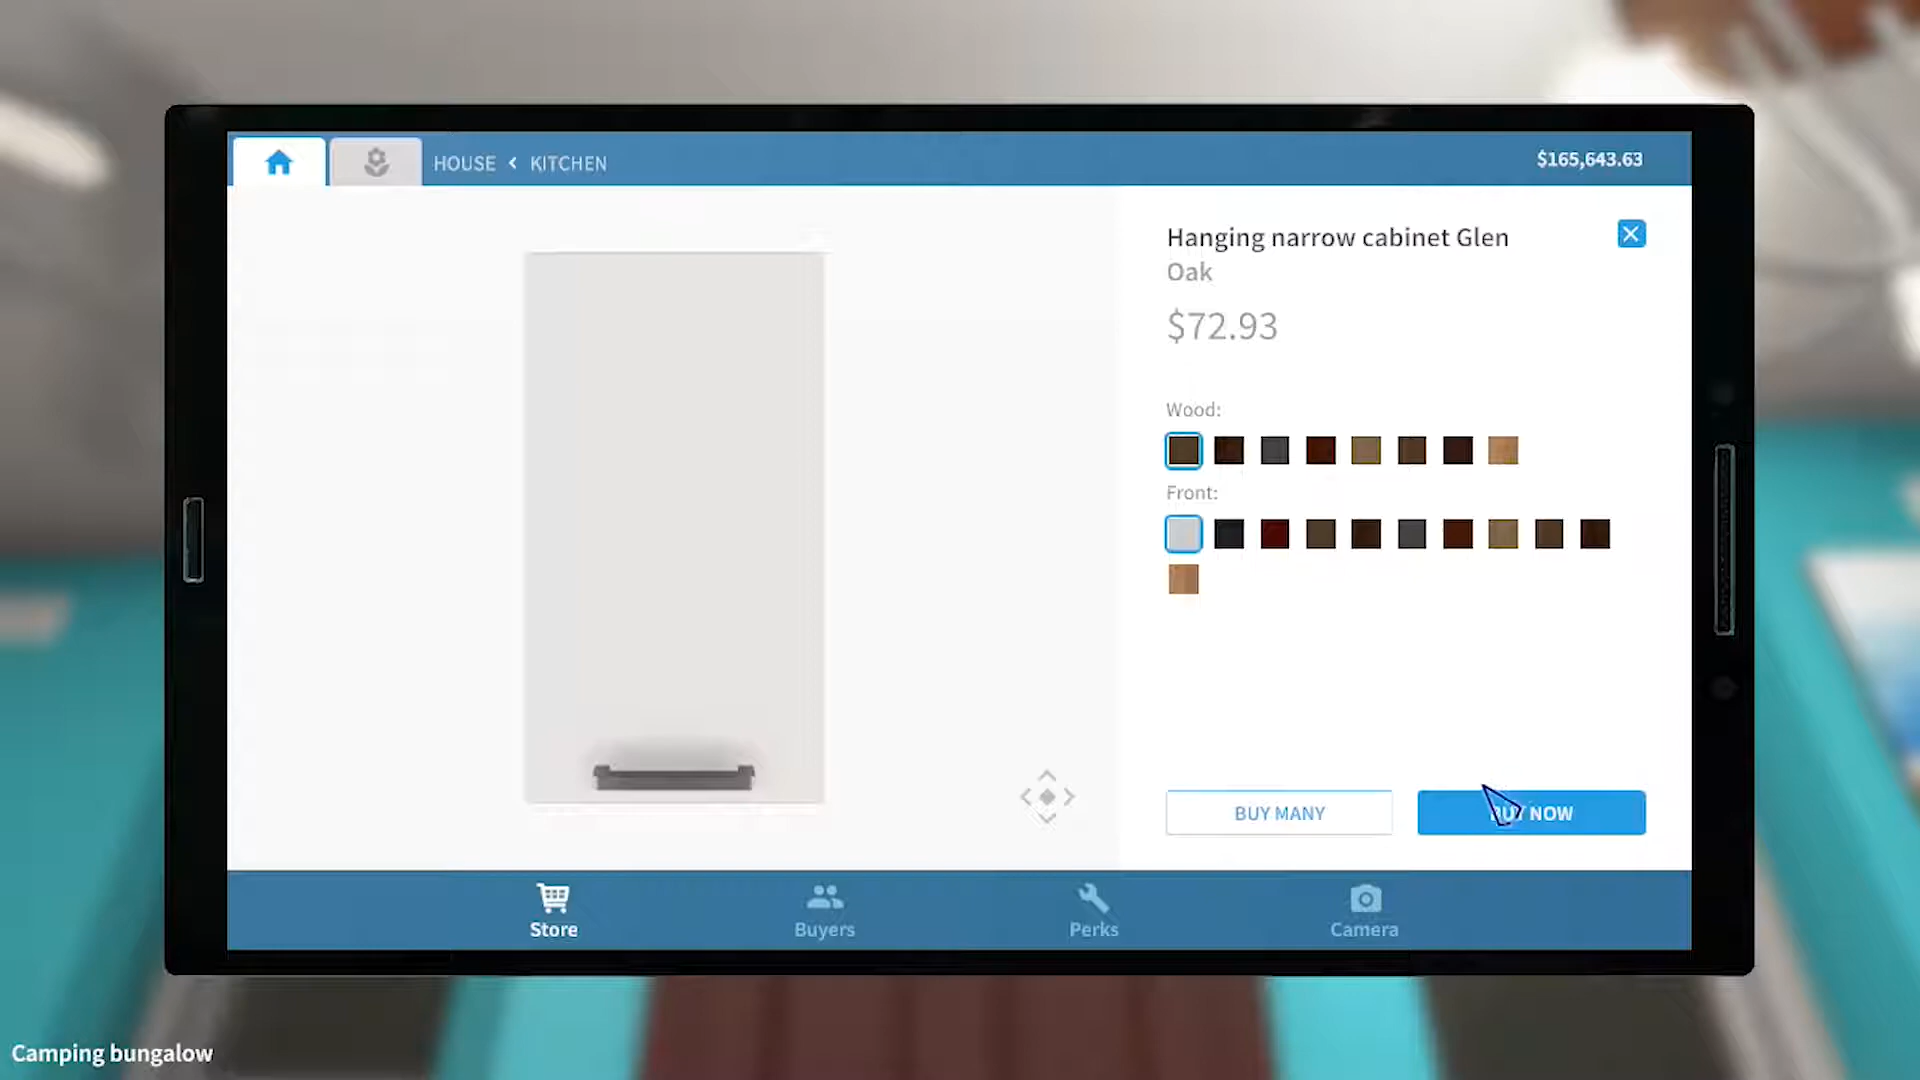 HOUSE < KITCHEN
$165,643.63
Hanging narrow cabinet Glen
Oak
$72.93
Wood:
Front:
BUY MANY
BUY NOW
Store
Buyers
Perks
Camera
Camping bungalow